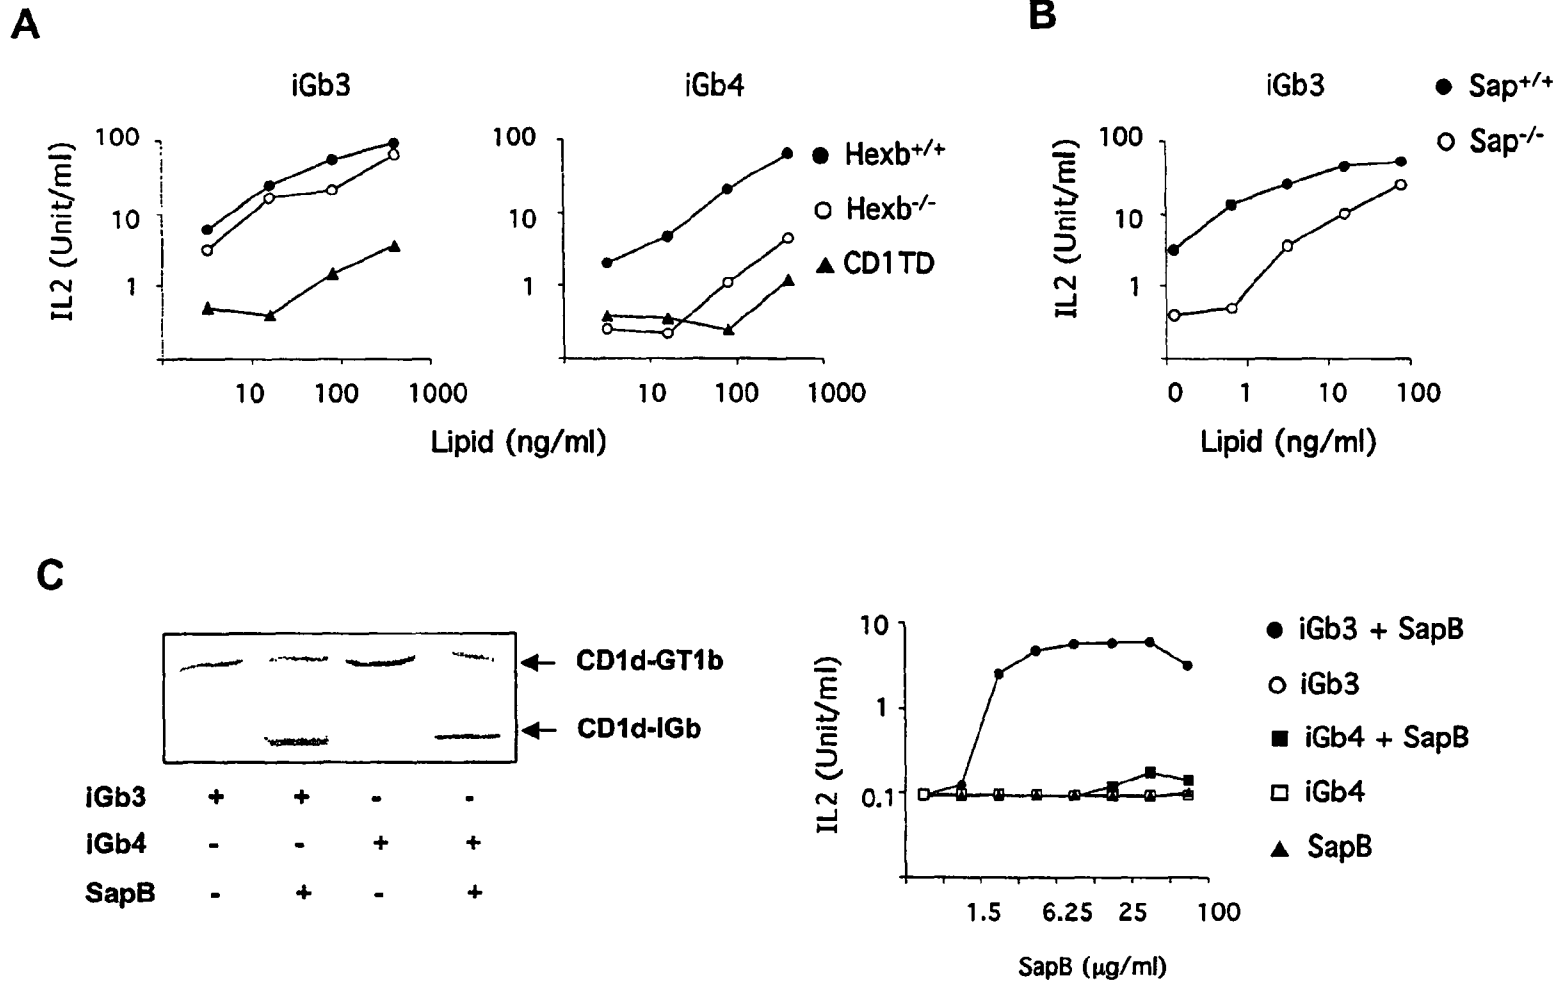 A
B
iGb3
iGb4
iGb3
Sap+/+
Sap-/-
Hexb+/+
Hexb-/-
CD1TD
IL2 (Unit/ml)
100
10
1
10
100
1000
100
10
1
10
100
1000
Lipid (ng/ml)
IL2 (Unit/ml)
100
10
1
0
1
10
100
Lipid (ng/ml)
C
CD1d-GT1b
CD1d-IGb
iGb3 + + - -
iGb4 - - + +
SapB - + - +
IL2 (Unit/ml)
10
1
0.1
1.5 6.25 25 100
SapB (μg/ml)
iGb3 + SapB
iGb3
iGb4 + SapB
iGb4
SapB